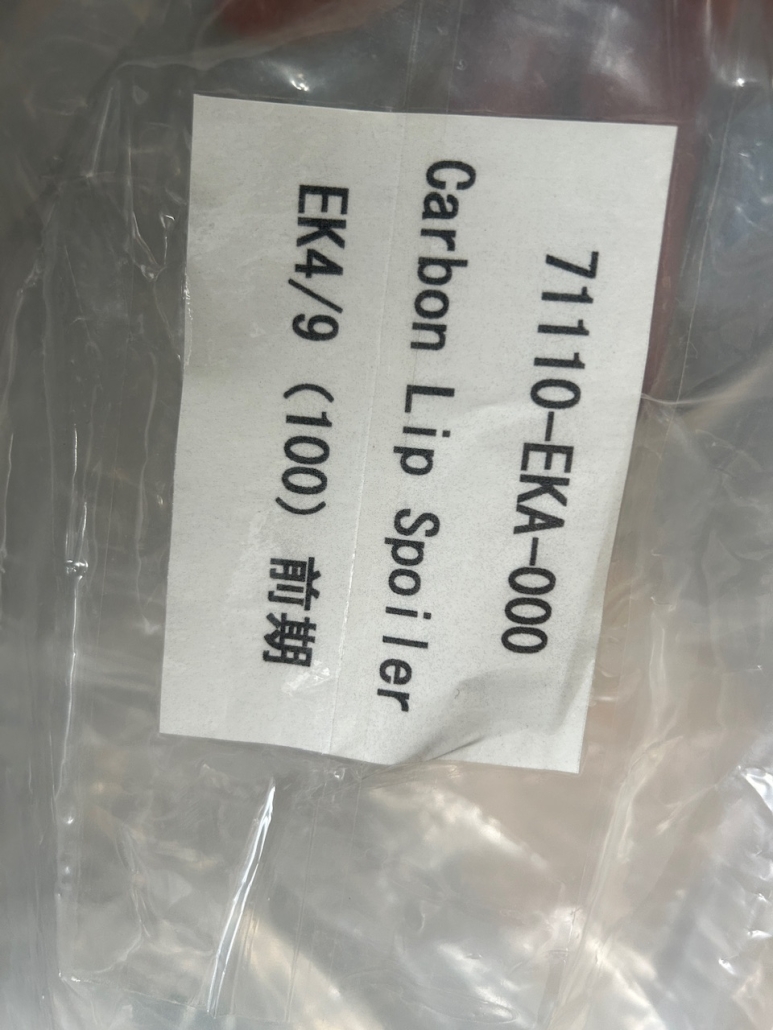 71110-EKA-000
Carbon Lip Spoiler
EK4/9 (100) 前期